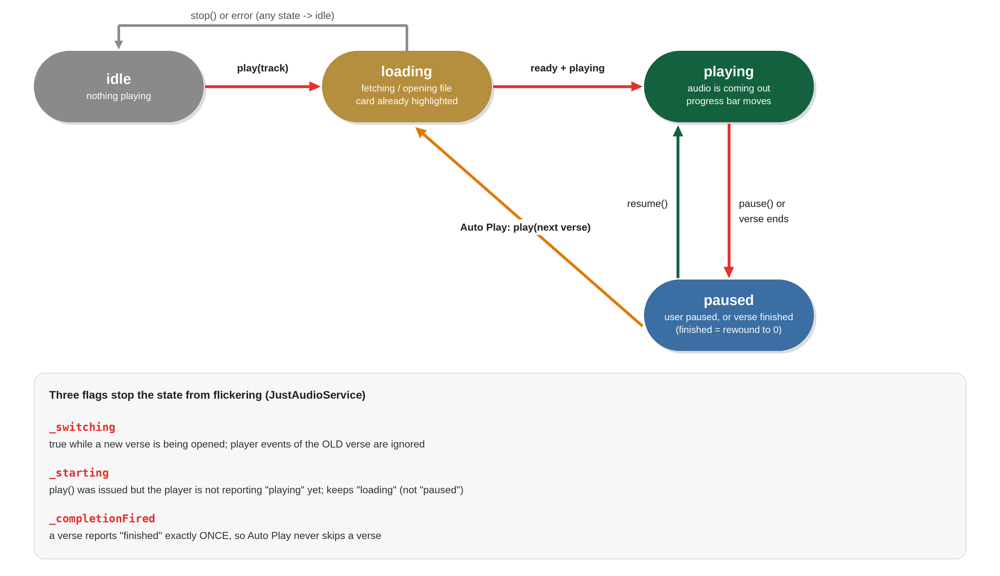 stop() or error (any state -> idle)
idle
nothing playing
play(track)
loading
fetching / opening file
card already highlighted
ready + playing
playing
audio is coming out
progress bar moves
resume()
pause() or
verse ends
Auto Play: play(next verse)
paused
user paused, or verse finished
(finished = rewound to 0)
Three flags stop the state from flickering (JustAudioService)
_switching
true while a new verse is being opened; player events of the OLD verse are ignored
_starting
play() was issued but the player is not reporting "playing" yet; keeps "loading" (not "paused")
_completionFired
a verse reports "finished" exactly ONCE, so Auto Play never skips a verse